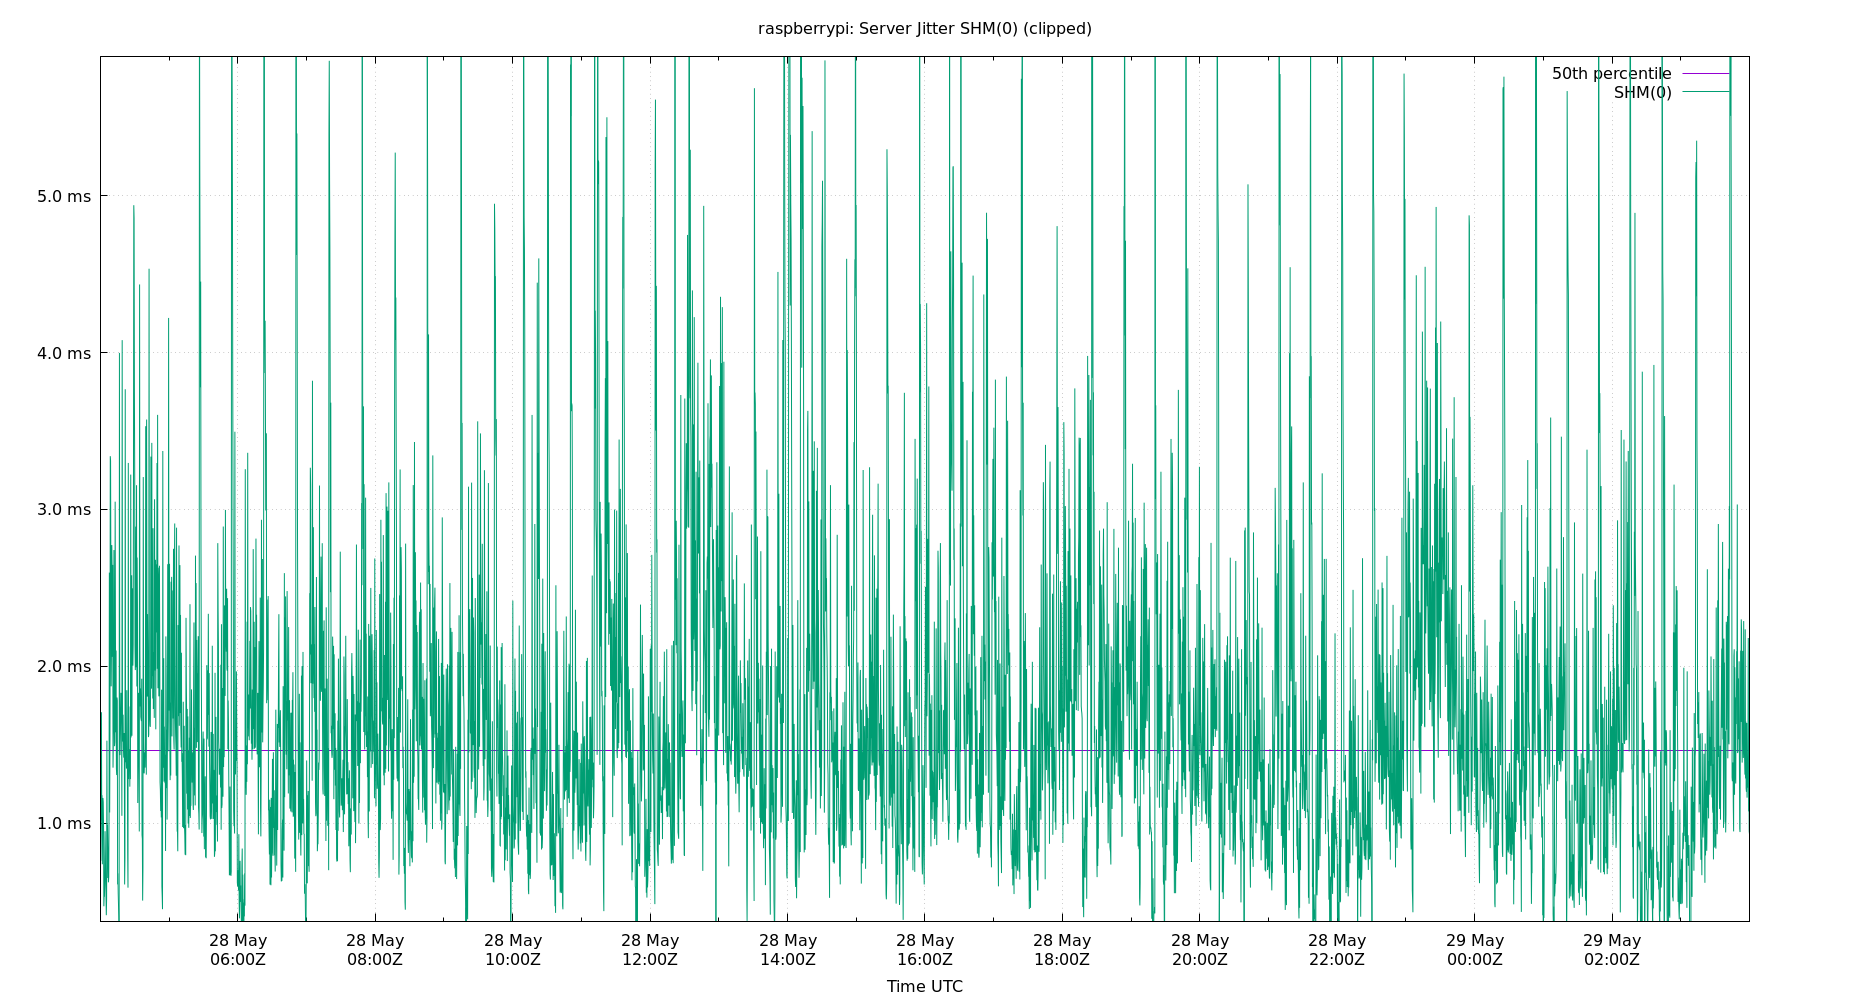 raspberrypi: Server Jitter SHM(0) (clipped)
50th percentile
SHM(0)
5.0 ms
4.0 ms
3.0 ms
2.0 ms
1.0 ms
28 May 28 May 28 May 28 May 28 May 28 May 28 May 28 May 28 May 29 May 29 May
06:00Z 08:00Z 10:00Z 12:00Z 14:00Z 16:00Z 18:00Z 20:00Z 22:00Z 00:00Z 02:00Z
Time UTC